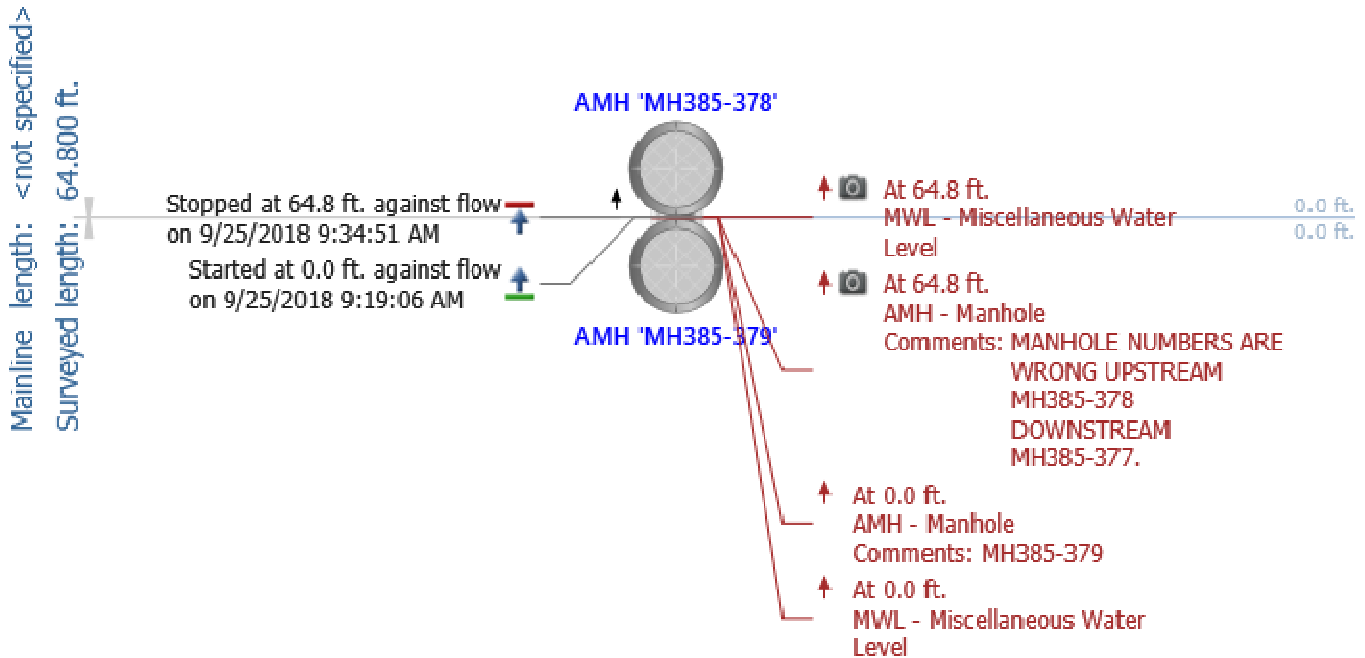 Mainline length: <not specified>
Surveyed length: 64.800 ft.
AMH 'MH385-378'
Stopped at 64.8 ft. against flow
on 9/25/2018 9:34:51 AM
Started at 0.0 ft. against flow
on 9/25/2018 9:19:06 AM
AMH 'MH385-379'
At 64.8 ft.
MWL - Miscellaneous Water
Level
0.0 ft.
0.0 ft.
At 64.8 ft.
AMH - Manhole
Comments: MANHOLE NUMBERS ARE
WRONG UPSTREAM
MH385-378
DOWNSTREAM
MH385-377.
At 0.0 ft.
AMH - Manhole
Comments: MH385-379
At 0.0 ft.
MWL - Miscellaneous Water
Level